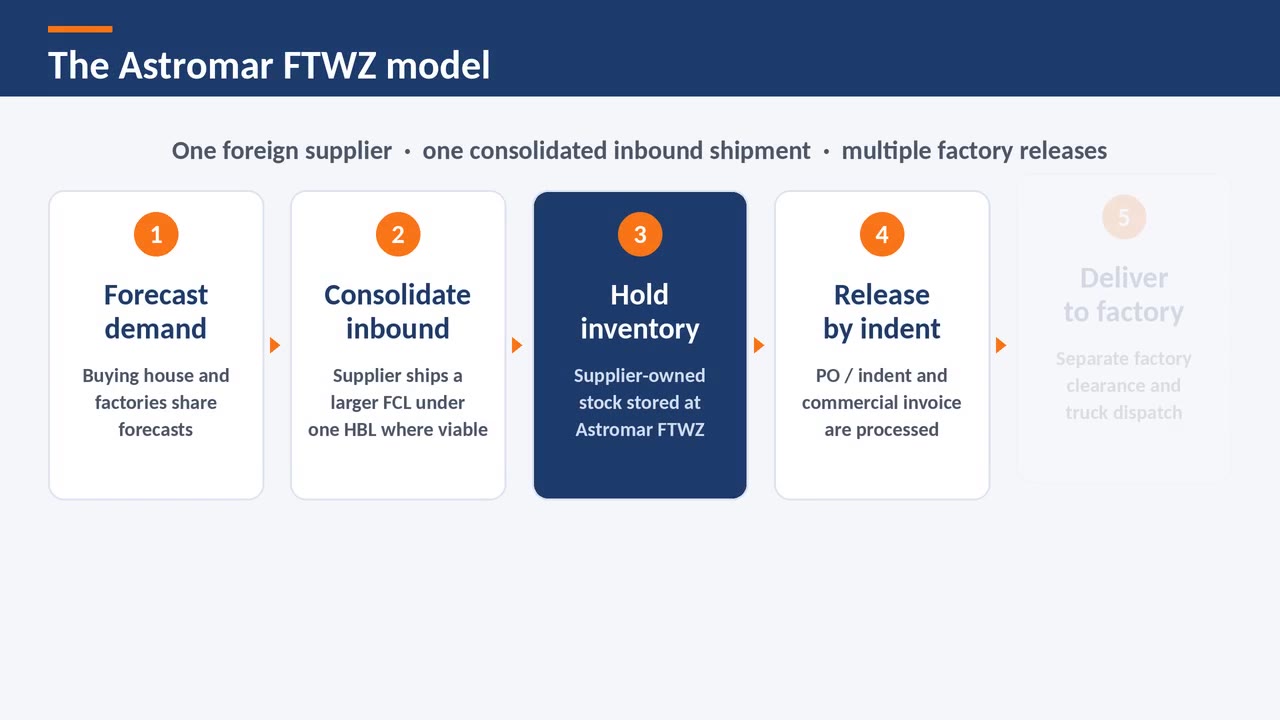 The Astromar FTWZ model
One foreign supplier · one consolidated inbound shipment · multiple factory releases
1
Forecast
demand
Buying house and
factories share
forecasts
2
Consolidate
inbound
Supplier ships a
larger FCL under
one HBL where viable
3
Hold
inventory
Supplier-owned
stock stored at
Astromar FTWZ
4
Release
by indent
PO / indent and
commercial invoice
are processed
5
Deliver
to factory
Separate factory
clearance and
truck dispatch